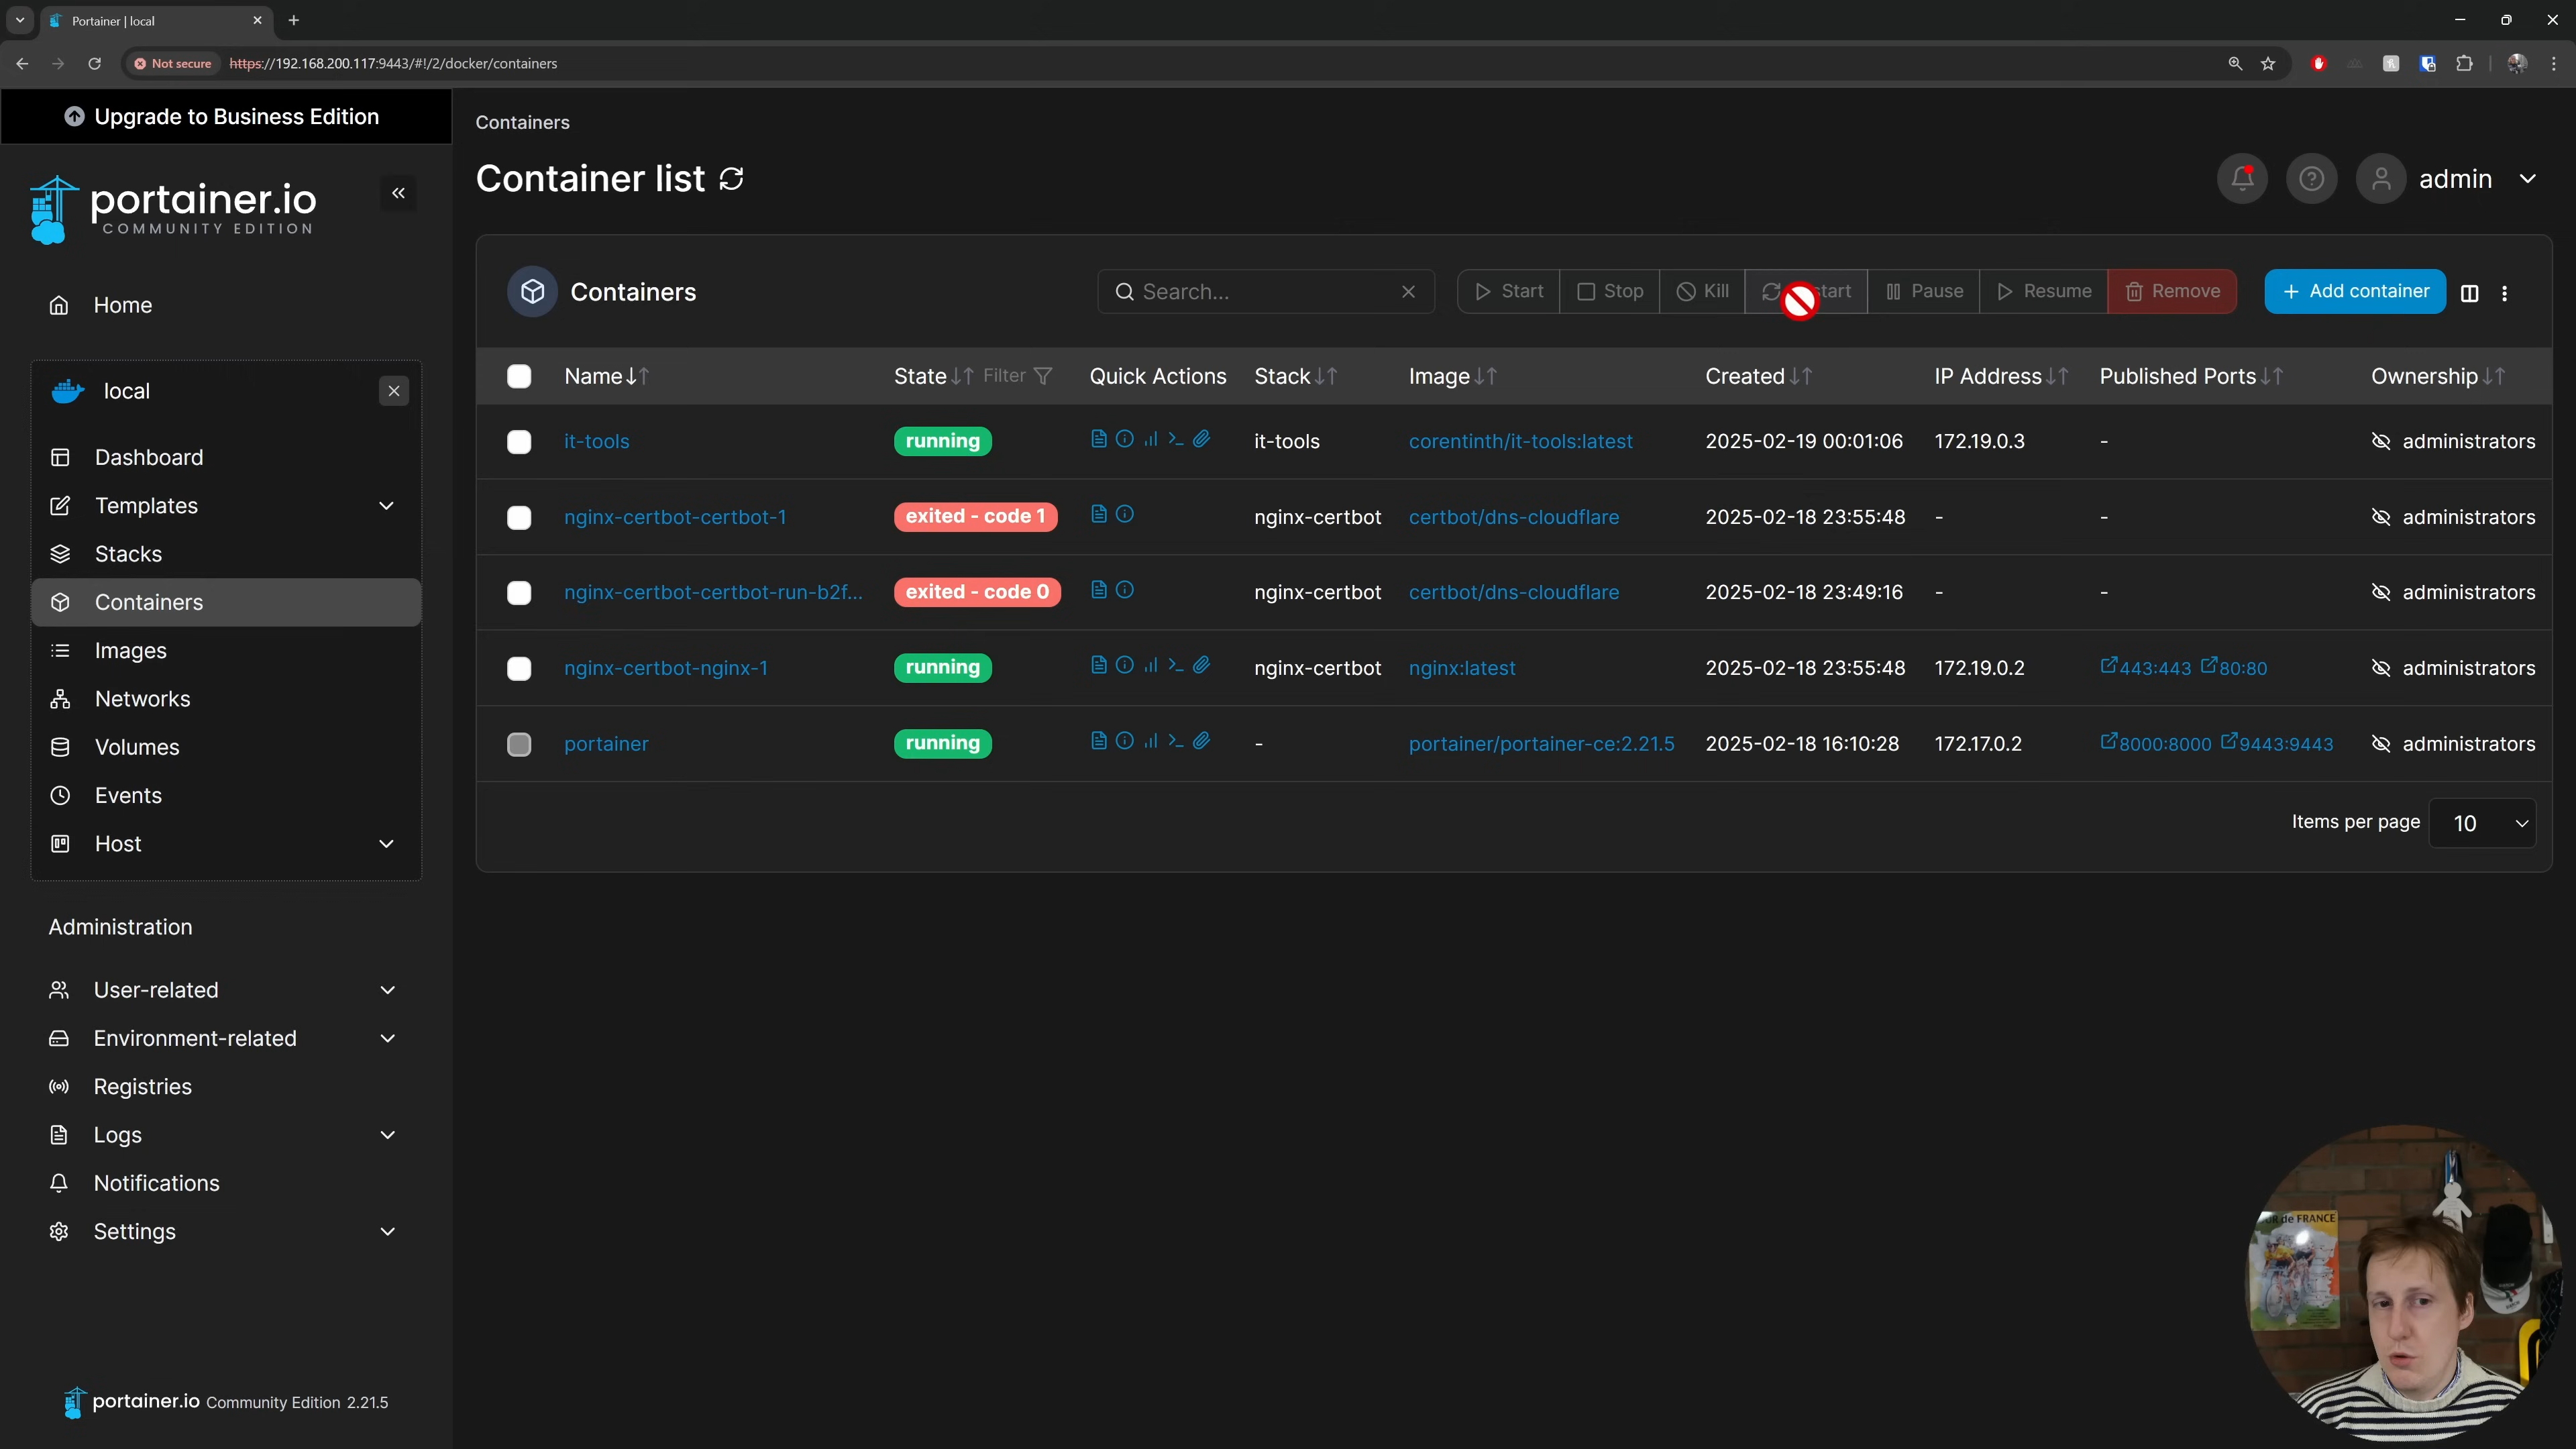 Portainer | local
Not secure
https://192.168.200.117:9443/#!/2/docker/containers
Upgrade to Business Edition
portainer.io
COMMUNITY EDITION
Home
local
Dashboard
Templates
Stacks
Containers
Images
Networks
Volumes
Events
Host
Administration
User-related
Environment-related
Registries
Logs
Notifications
Settings
portainer.io Community Edition 2.21.5
Containers
Container list
admin
Containers
Search... Start Stop Kill Pause Resume Remove Add container
Name State Filter Quick Actions Stack Image Created IP Address Published Ports Ownership
it-tools running it-tools corentinth/it-tools:latest 2025-02-19 00:01:06 172.19.0.3 - administrators
nginx-certbot-certbot-1 exited - code 1 nginx-certbot certbot/dns-cloudflare 2025-02-18 23:55:48 - - administrators
nginx-certbot-certbot-run-b2f... exited - code 0 nginx-certbot certbot/dns-cloudflare 2025-02-18 23:49:16 - - administrators
nginx-certbot-nginx-1 running nginx-certbot nginx:latest 2025-02-18 23:55:48 172.19.0.2 443:443 80:80 administrators
portainer running - portainer/portainer-ce:2.21.5 2025-02-18 16:10:28 172.17.0.2 8000:8000 9443:9443 administrators
Items per page 10
de FRANCE